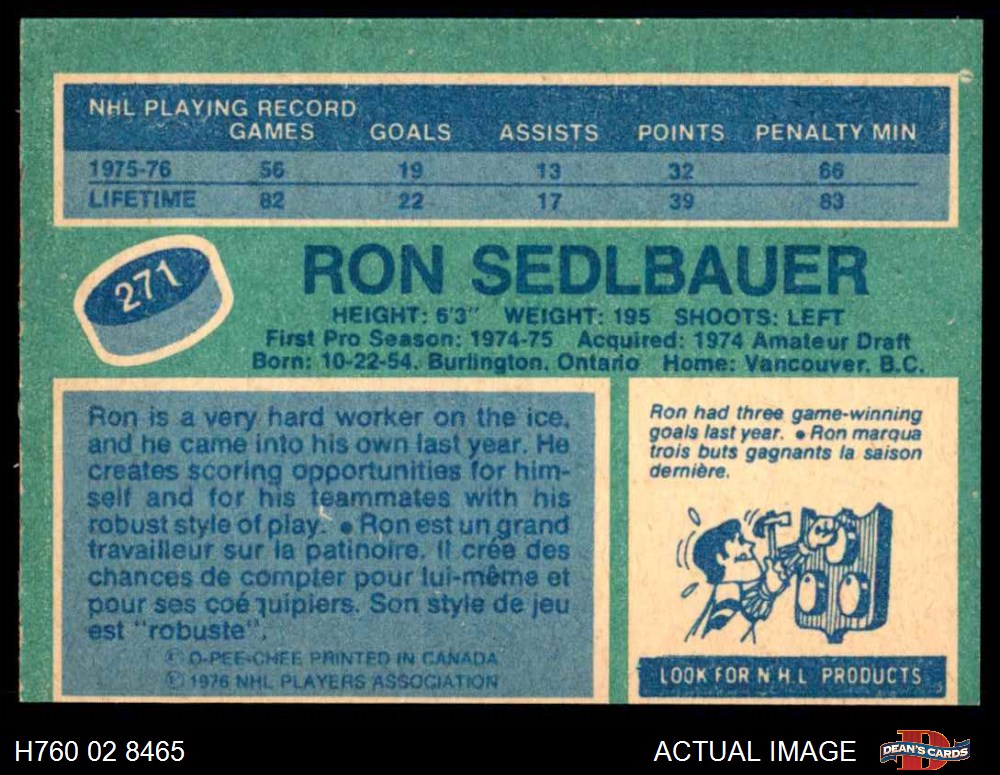 NHL PLAYING RECORD
GAMES GOALS ASSISTS POINTS PENALTY MIN
1975-76 56 19 13 32 66
LIFETIME 82 22 17 39 83
271
RON SEDLBAUER
HEIGHT: 6'3" WEIGHT: 195 SHOOTS: LEFT
First Pro Season: 1974-75 Acquired: 1974 Amateur Draft
Born: 10-22-54, Burlington, Ontario Home: Vancouver, B.C.
Ron is a very hard worker on the ice,
and he came into his own last year. He
creates scoring opportunities for him-
self and for his teammates with his
robust style of play. • Ron est un grand
travailleur sur la patinoire. Il crée des
chances de compter pour lui-même et
pour ses coéquipiers. Son style de jeu
est "robuste".
© O-PEE-CHEE PRINTED IN CANADA
© 1976 NHL PLAYERS ASSOCIATION
Ron had three game-winning
goals last year. • Ron marqua
trois buts gagnants la saison
dernière.
LOOK FOR N.H.L PRODUCTS
H760 02 8465
ACTUAL IMAGE
D
DEAN'S CARDS